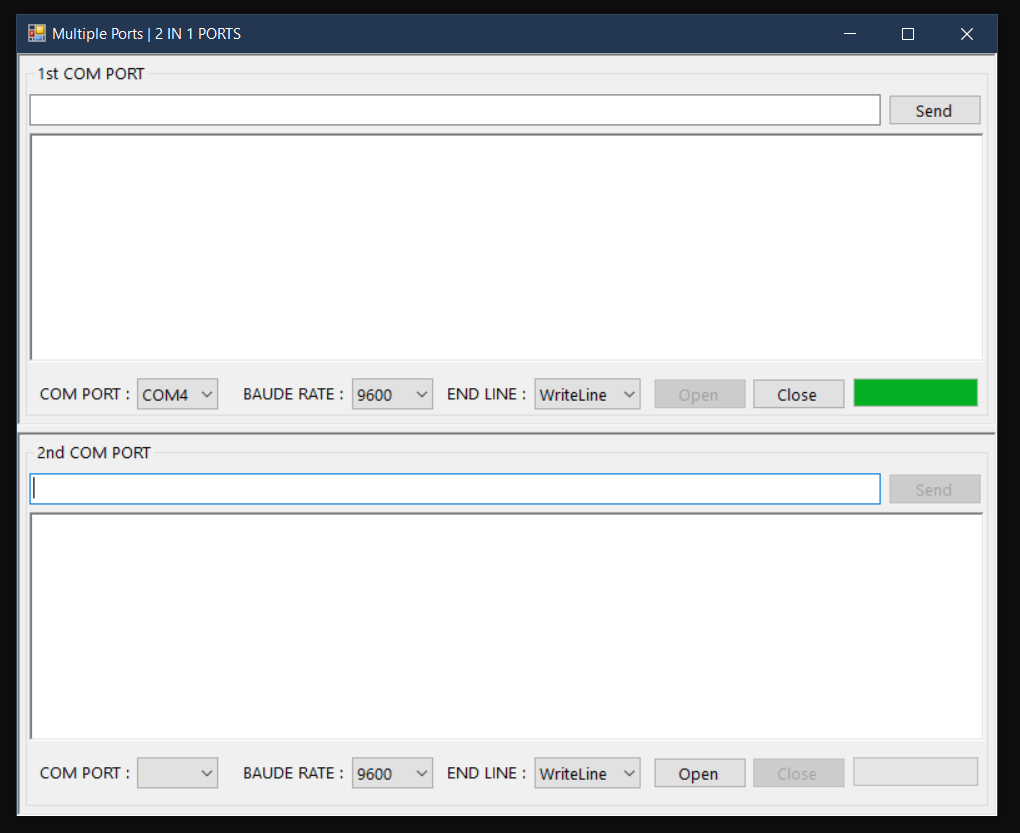 Multiple Ports | 2 IN 1 PORTS
1st COM PORT
Send
COM PORT : COM4 BAUDE RATE : 9600 END LINE : WriteLine Open Close
2nd COM PORT
Send
COM PORT : BAUDE RATE : 9600 END LINE : WriteLine Open Close